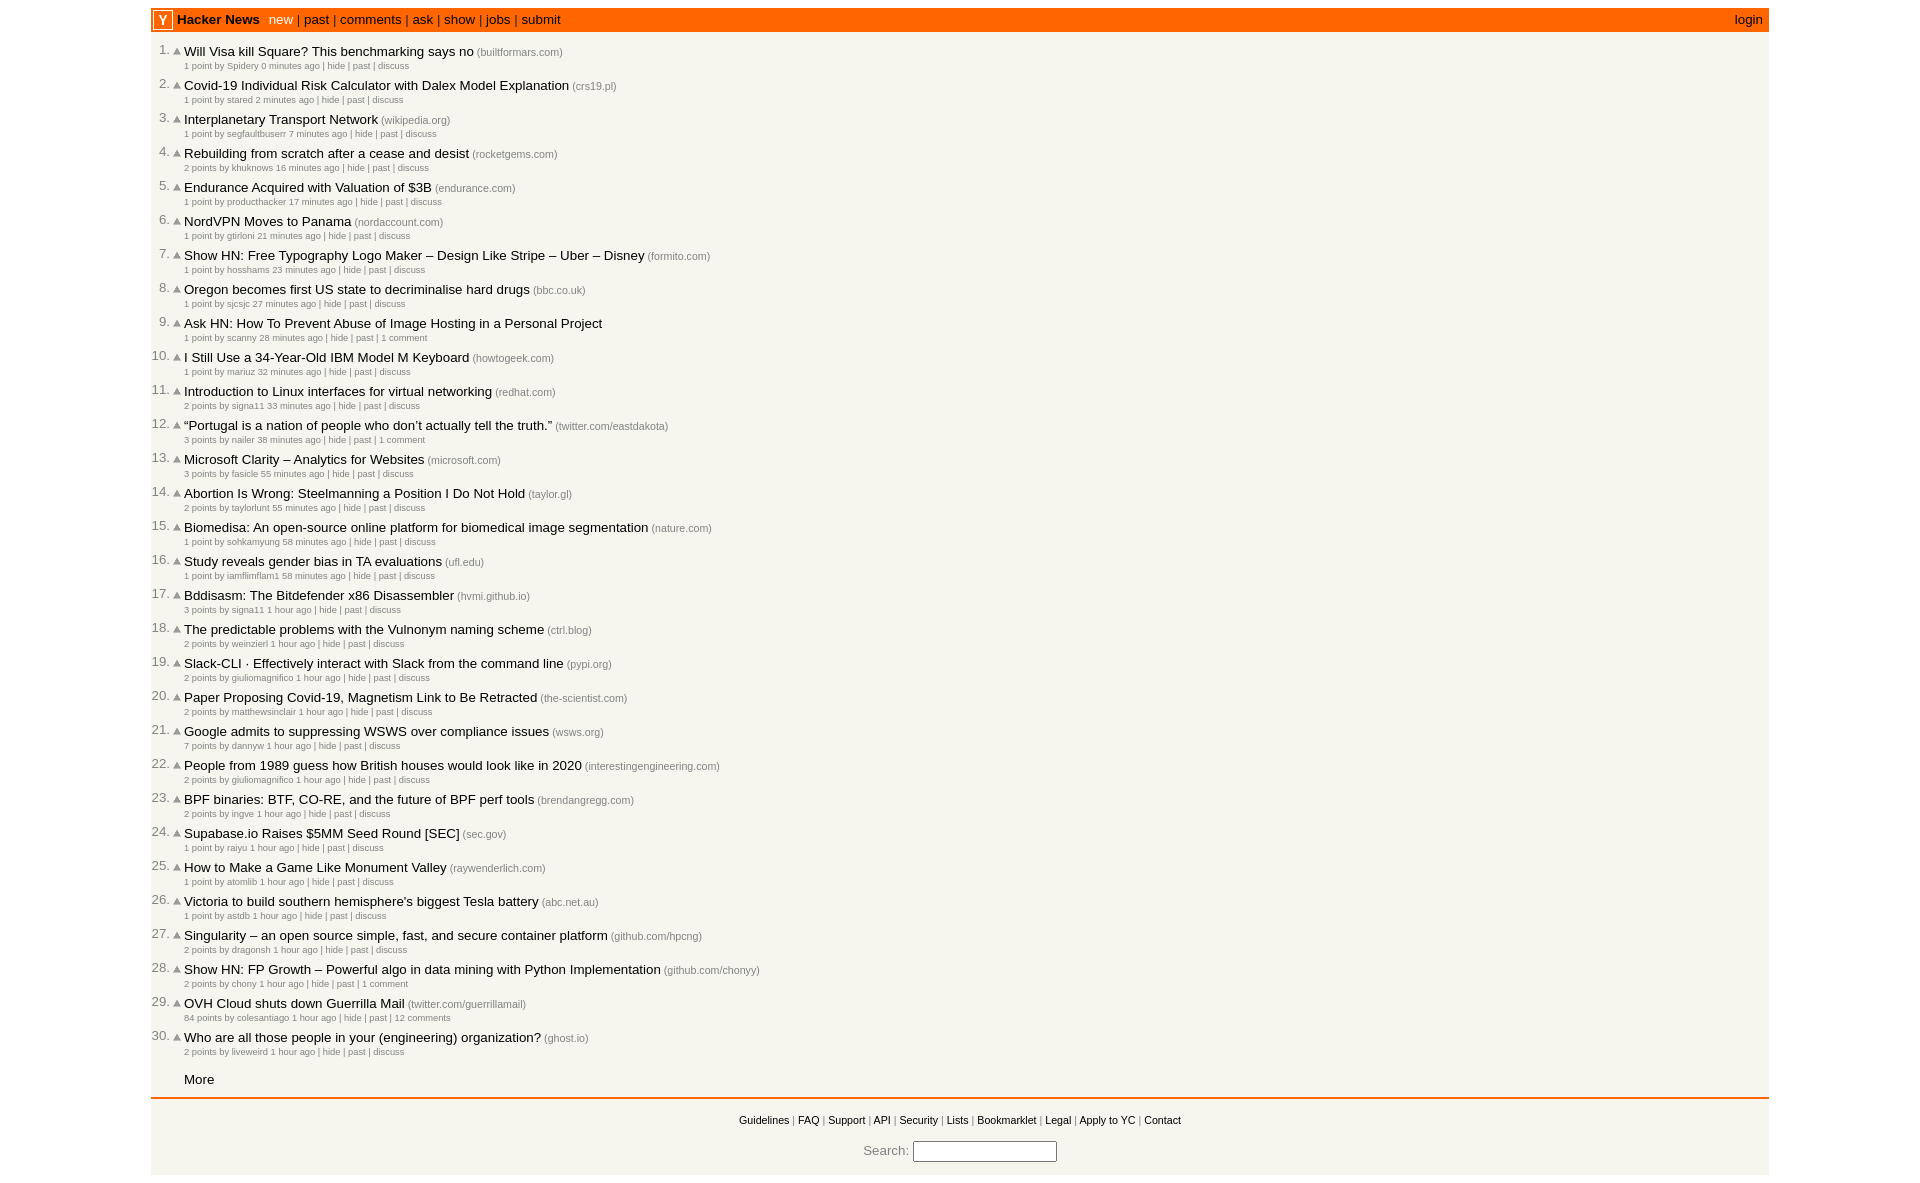 Y Hacker News new | past | comments | ask | show | jobs | submit login
1. Will Visa kill Square? This benchmarking says no (builtformars.com)
1 point by Spidery 0 minutes ago | hide | past | discuss
2. Covid-19 Individual Risk Calculator with Dalex Model Explanation (crs19.pl)
1 point by stared 2 minutes ago | hide | past | discuss
3. Interplanetary Transport Network (wikipedia.org)
1 point by segfaultbuserr 7 minutes ago | hide | past | discuss
4. Rebuilding from scratch after a cease and desist (rocketgems.com)
2 points by khuknows 16 minutes ago | hide | past | discuss
5. Endurance Acquired with Valuation of $3B (endurance.com)
1 point by producthacker 17 minutes ago | hide | past | discuss
6. NordVPN Moves to Panama (nordaccount.com)
1 point by gtirloni 21 minutes ago | hide | past | discuss
7. Show HN: Free Typography Logo Maker – Design Like Stripe – Uber – Disney (formito.com)
1 point by hosshams 23 minutes ago | hide | past | discuss
8. Oregon becomes first US state to decriminalise hard drugs (bbc.co.uk)
1 point by sjcsjc 27 minutes ago | hide | past | discuss
9. Ask HN: How To Prevent Abuse of Image Hosting in a Personal Project
1 point by scanny 28 minutes ago | hide | past | 1 comment
10. I Still Use a 34-Year-Old IBM Model M Keyboard (howtogeek.com)
1 point by mariuz 32 minutes ago | hide | past | discuss
11. Introduction to Linux interfaces for virtual networking (redhat.com)
2 points by signa11 33 minutes ago | hide | past | discuss
12. “Portugal is a nation of people who don’t actually tell the truth.” (twitter.com/eastdakota)
3 points by nailer 38 minutes ago | hide | past | 1 comment
13. Microsoft Clarity – Analytics for Websites (microsoft.com)
3 points by fasicle 55 minutes ago | hide | past | discuss
14. Abortion Is Wrong: Steelmanning a Position I Do Not Hold (taylor.gl)
2 points by taylorlunt 55 minutes ago | hide | past | discuss
15. Biomedisa: An open-source online platform for biomedical image segmentation (nature.com)
1 point by sohkamyung 58 minutes ago | hide | past | discuss
16. Study reveals gender bias in TA evaluations (ufl.edu)
1 point by iamflimflam1 58 minutes ago | hide | past | discuss
17. Bddisasm: The Bitdefender x86 Disassembler (hvmi.github.io)
3 points by signa11 1 hour ago | hide | past | discuss
18. The predictable problems with the Vulnonym naming scheme (ctrl.blog)
2 points by weinzierl 1 hour ago | hide | past | discuss
19. Slack-CLI · Effectively interact with Slack from the command line (pypi.org)
2 points by giuliomagnifico 1 hour ago | hide | past | discuss
20. Paper Proposing Covid-19, Magnetism Link to Be Retracted (the-scientist.com)
2 points by matthewsinclair 1 hour ago | hide | past | discuss
21. Google admits to suppressing WSWS over compliance issues (wsws.org)
7 points by dannyw 1 hour ago | hide | past | discuss
22. People from 1989 guess how British houses would look like in 2020 (interestingengineering.com)
2 points by giuliomagnifico 1 hour ago | hide | past | discuss
23. BPF binaries: BTF, CO-RE, and the future of BPF perf tools (brendangregg.com)
2 points by ingve 1 hour ago | hide | past | discuss
24. Supabase.io Raises $5MM Seed Round [SEC] (sec.gov)
1 point by raiyu 1 hour ago | hide | past | discuss
25. How to Make a Game Like Monument Valley (raywenderlich.com)
1 point by atomlib 1 hour ago | hide | past | discuss
26. Victoria to build southern hemisphere's biggest Tesla battery (abc.net.au)
1 point by astdb 1 hour ago | hide | past | discuss
27. Singularity – an open source simple, fast, and secure container platform (github.com/hpcng)
2 points by dragonsh 1 hour ago | hide | past | discuss
28. Show HN: FP Growth – Powerful algo in data mining with Python Implementation (github.com/chonyy)
2 points by chony 1 hour ago | hide | past | 1 comment
29. OVH Cloud shuts down Guerrilla Mail (twitter.com/guerrillamail)
84 points by colesantiago 1 hour ago | hide | past | 12 comments
30. Who are all those people in your (engineering) organization? (ghost.io)
2 points by liveweird 1 hour ago | hide | past | discuss
More
Guidelines | FAQ | Support | API | Security | Lists | Bookmarklet | Legal | Apply to YC | Contact
Search: